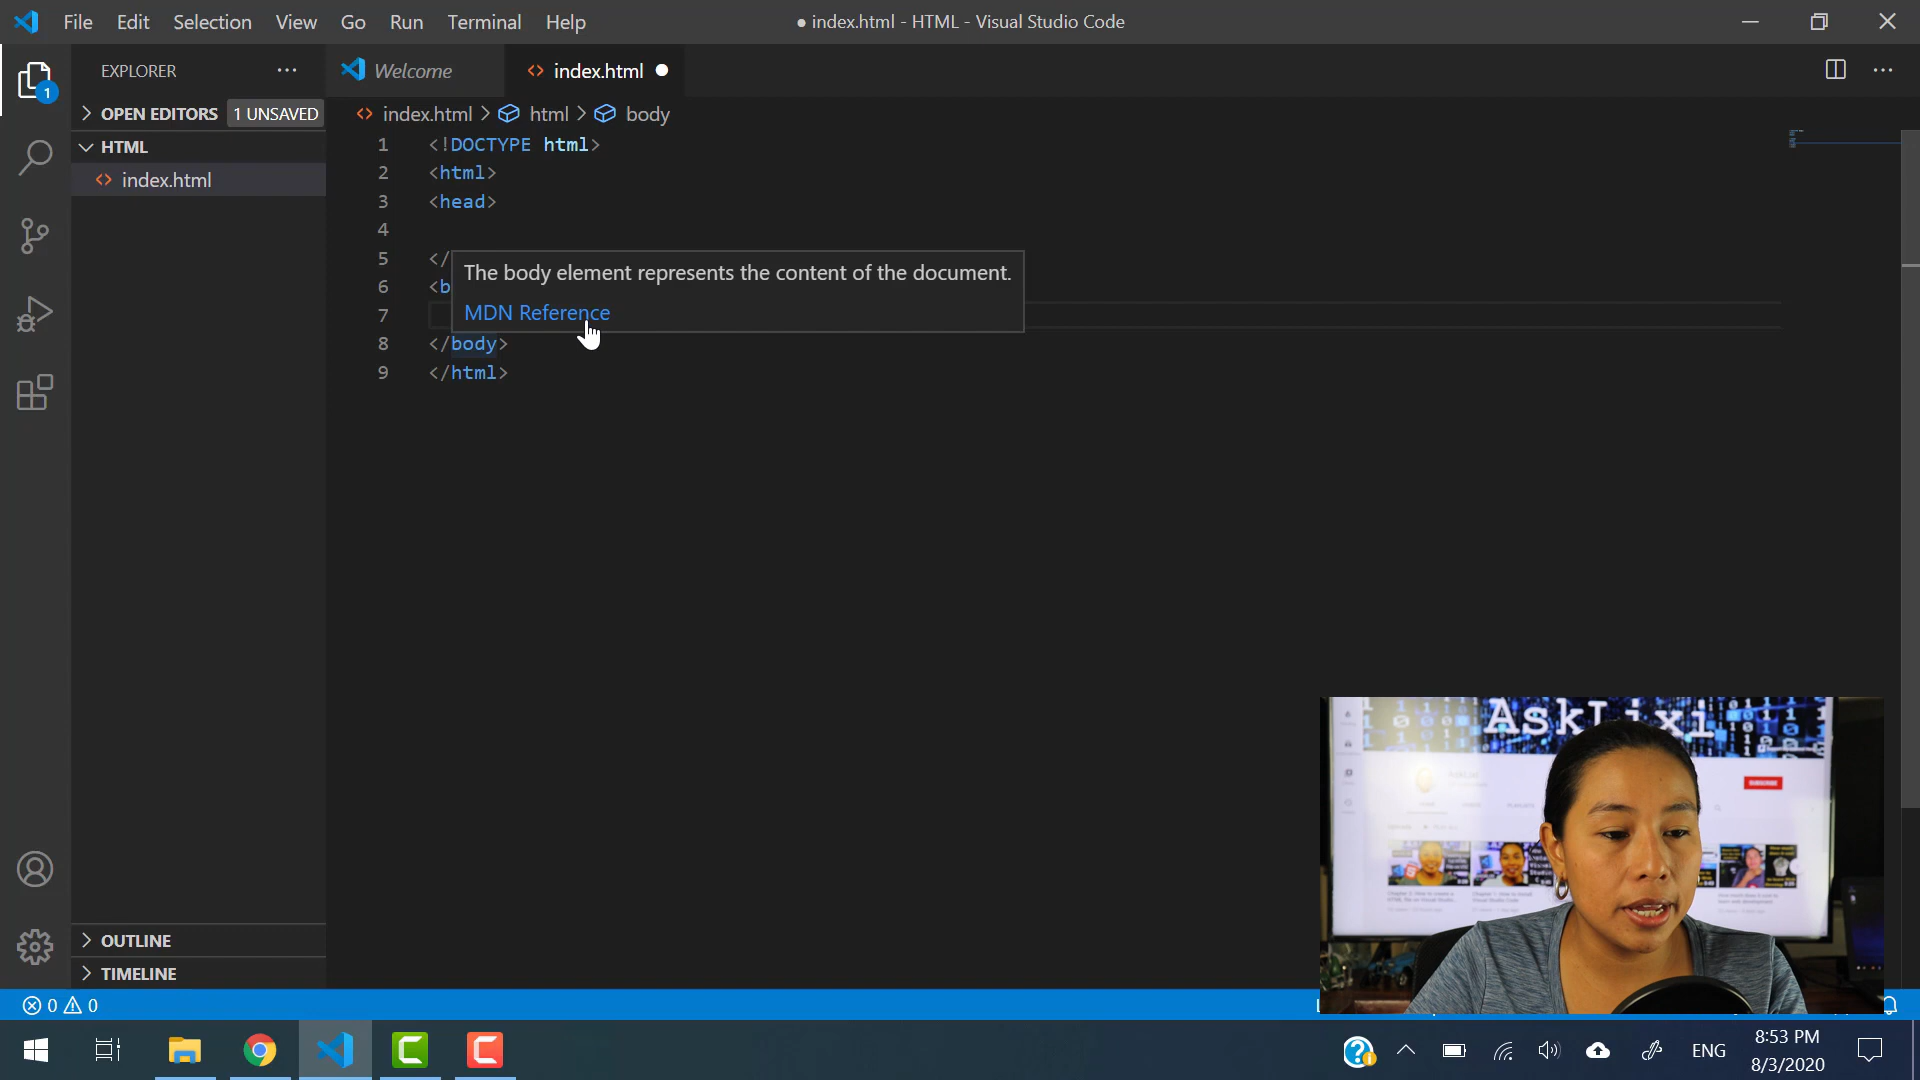 File Edit Selection View Go Run Terminal Help
● index.html - HTML - Visual Studio Code
EXPLORER
Welcome
index.html
OPEN EDITORS 1 UNSAVED
HTML
index.html
1
index.html > html > body
1 <!DOCTYPE html>
2 <html>
3 <head>
4
5 </
6 <b
7
8 </body>
9 </html>
The body element represents the content of the document.
MDN Reference
AskLixi
SUBSCRIBE
OUTLINE
TIMELINE
0 0
ENG
8:53 PM
8/3/2020